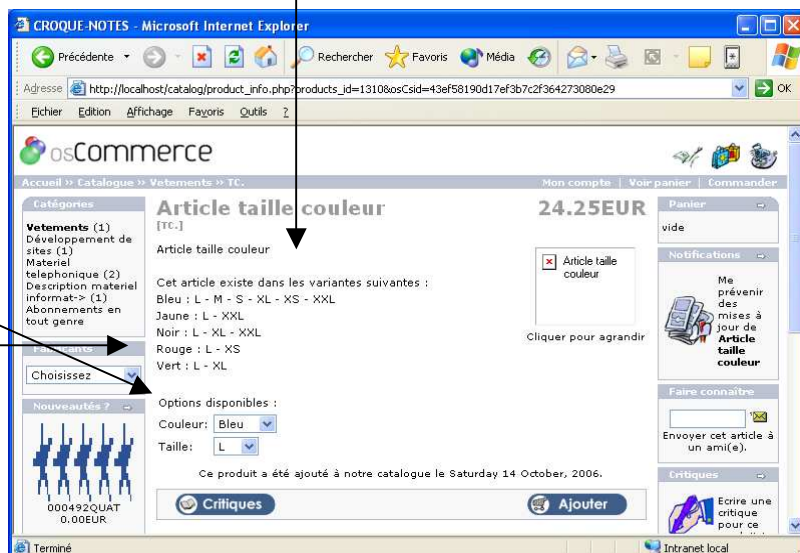 CROQUE-NOTES - Microsoft Internet Explorer
Précédente Rechercher Favoris Média
Adresse http://localhost/catalog/product_info.php?products_id=1310&osCsid=43ef58190d17ef3b7c2f364273080e29 OK
Fichier Edition Affichage Favoris Outils ?
osCommerce
Accueil » Catalogue » Vetements » TC. Mon compte | Voir panier | Commander
Catégories
Vetements (1)
Développement de
sites (1)
Materiel
telephonique (2)
Description materiel
informat-> (1)
Abonnements en
tout genre
Fabricants
Choisissez
Nouveautés ?
000492QUAT
0.00EUR
Article taille couleur 24.25EUR
[TC.]
Article taille couleur
Cet article existe dans les variantes suivantes :
Bleu : L - M - S - XL - XS - XXL
Jaune : L - XXL
Noir : L - XL - XXL
Rouge : L - XS
Vert : L - XL
Article taille
couleur
Cliquer pour agrandir
Options disponibles :
Couleur: Bleu
Taille: L
Ce produit a été ajouté à notre catalogue le Saturday 14 October, 2006.
Critiques Ajouter
Panier
vide
Notifications
Me
prévenir
des
mises à
jour de
Article
taille
couleur
Faire connaître
Envoyer cet article à
un ami(e).
Critiques
Ecrire une
critique
pour ce
Terminé Intranet local